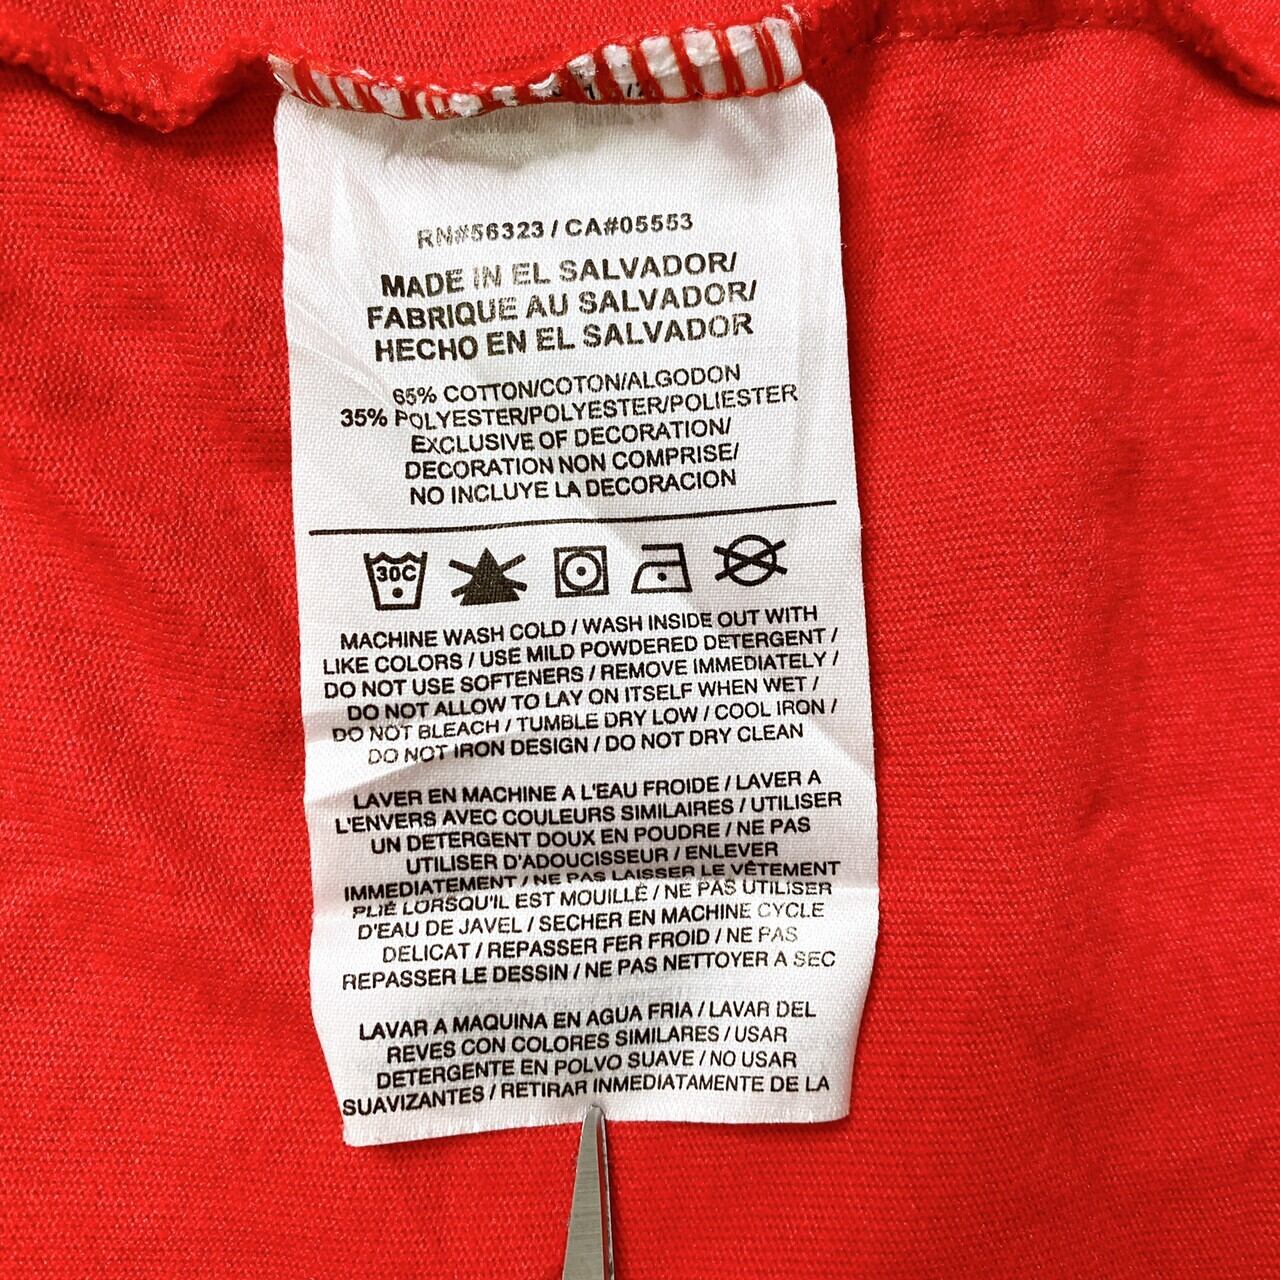 RN#56323 / CA#05553
MADE IN EL SALVADOR/
FABRIQUE AU SALVADOR/
HECHO EN EL SALVADOR
65% COTTON/COTON/ALGODON
35% POLYESTER/POLYESTER/POLIESTER
EXCLUSIVE OF DECORATION/
DECORATION NON COMPRISE/
NO INCLUYE LA DECORACION
30C
MACHINE WASH COLD / WASH INSIDE OUT WITH
LIKE COLORS / USE MILD POWDERED DETERGENT /
DO NOT USE SOFTENERS / REMOVE IMMEDIATELY /
DO NOT ALLOW TO LAY ON ITSELF WHEN WET /
DO NOT BLEACH / TUMBLE DRY LOW / COOL IRON /
DO NOT IRON DESIGN / DO NOT DRY CLEAN
LAVER EN MACHINE A L'EAU FROIDE / LAVER A
L'ENVERS AVEC COULEURS SIMILAIRES / UTILISER
UN DETERGENT DOUX EN POUDRE / NE PAS
UTILISER D'ADOUCISSEUR / ENLEVER
IMMEDIATEMENT / NE PAS LAISSER LE VÊTEMENT
PLIÉ LORSQU'IL EST MOUILLÉ / NE PAS UTILISER
D'EAU DE JAVEL / SECHER EN MACHINE CYCLE
DELICAT / REPASSER FER FROID / NE PAS
REPASSER LE DESSIN / NE PAS NETTOYER A SEC
LAVAR A MAQUINA EN AGUA FRIA / LAVAR DEL
REVES CON COLORES SIMILARES / USAR
DETERGENTE EN POLVO SUAVE / NO USAR
SUAVIZANTES / RETIRAR INMEDIATAMENTE DE LA